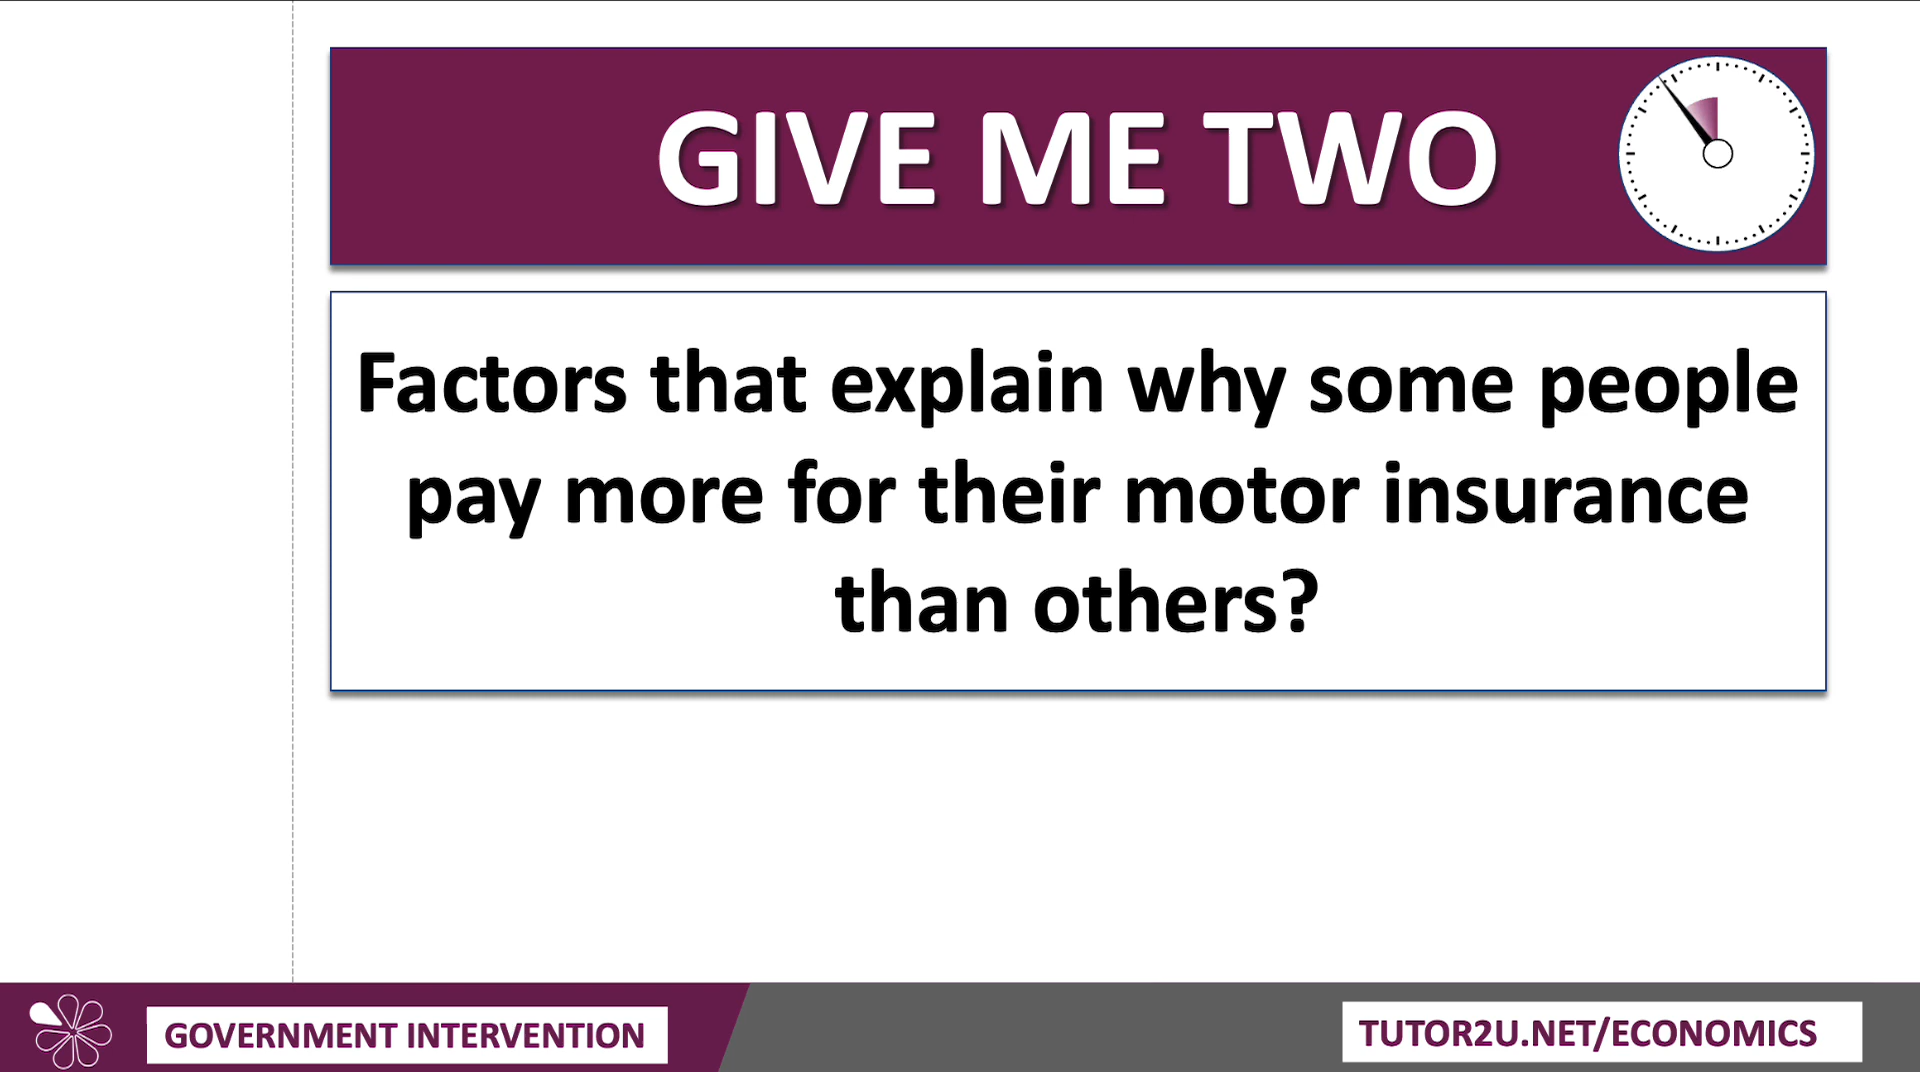 GIVE ME TWO
Factors that explain why some people
pay more for their motor insurance
than others?
GOVERNMENT INTERVENTION
TUTOR2U.NET/ECONOMICS